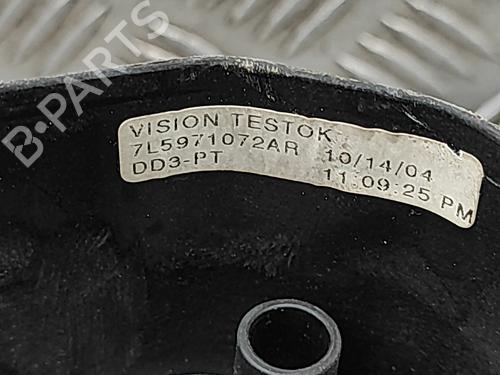 B-PARTS
VISION TESTOK
7L5971072AR 10/14/04
DD3-PT 11:09:25 PM